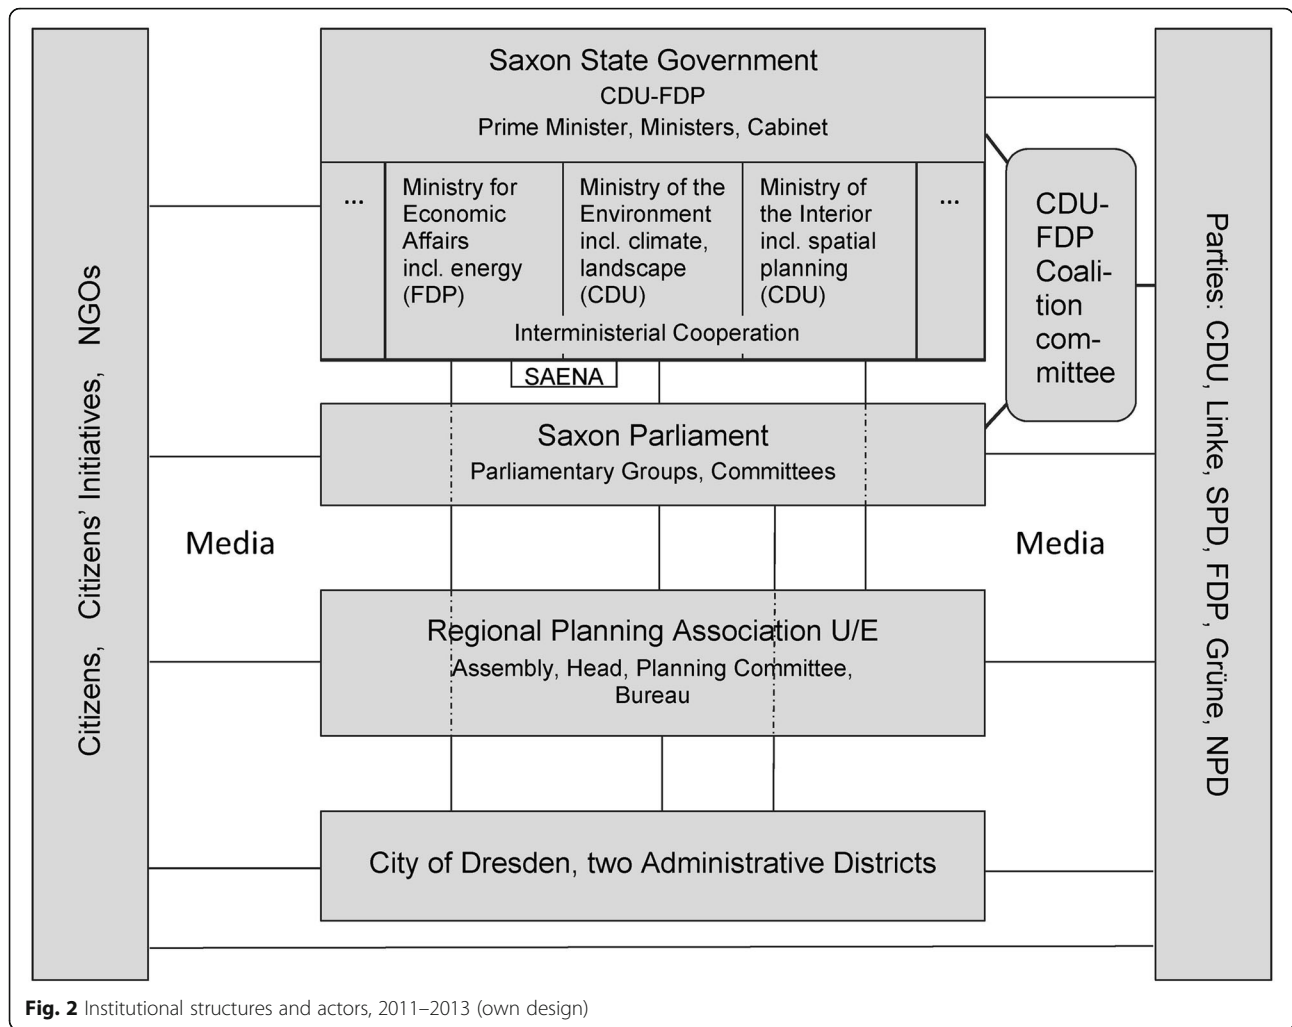 Citizens, Citizens' Initiatives, NGOs
Saxon State Government
CDU-FDP
Prime Minister, Ministers, Cabinet
...
Ministry for
Economic
Affairs
incl. energy
(FDP)
Ministry of the
Environment
incl. climate,
landscape
(CDU)
Ministry of
the Interior
incl. spatial
planning
(CDU)
...
Interministerial Cooperation
SAENA
CDU-
FDP
Coali-
tion
com-
mittee
Saxon Parliament
Parliamentary Groups, Committees
Media
Media
Regional Planning Association U/E
Assembly, Head, Planning Committee,
Bureau
City of Dresden, two Administrative Districts
Parties: CDU, Linke, SPD, FDP, Grüne, NPD
Fig. 2 Institutional structures and actors, 2011–2013 (own design)